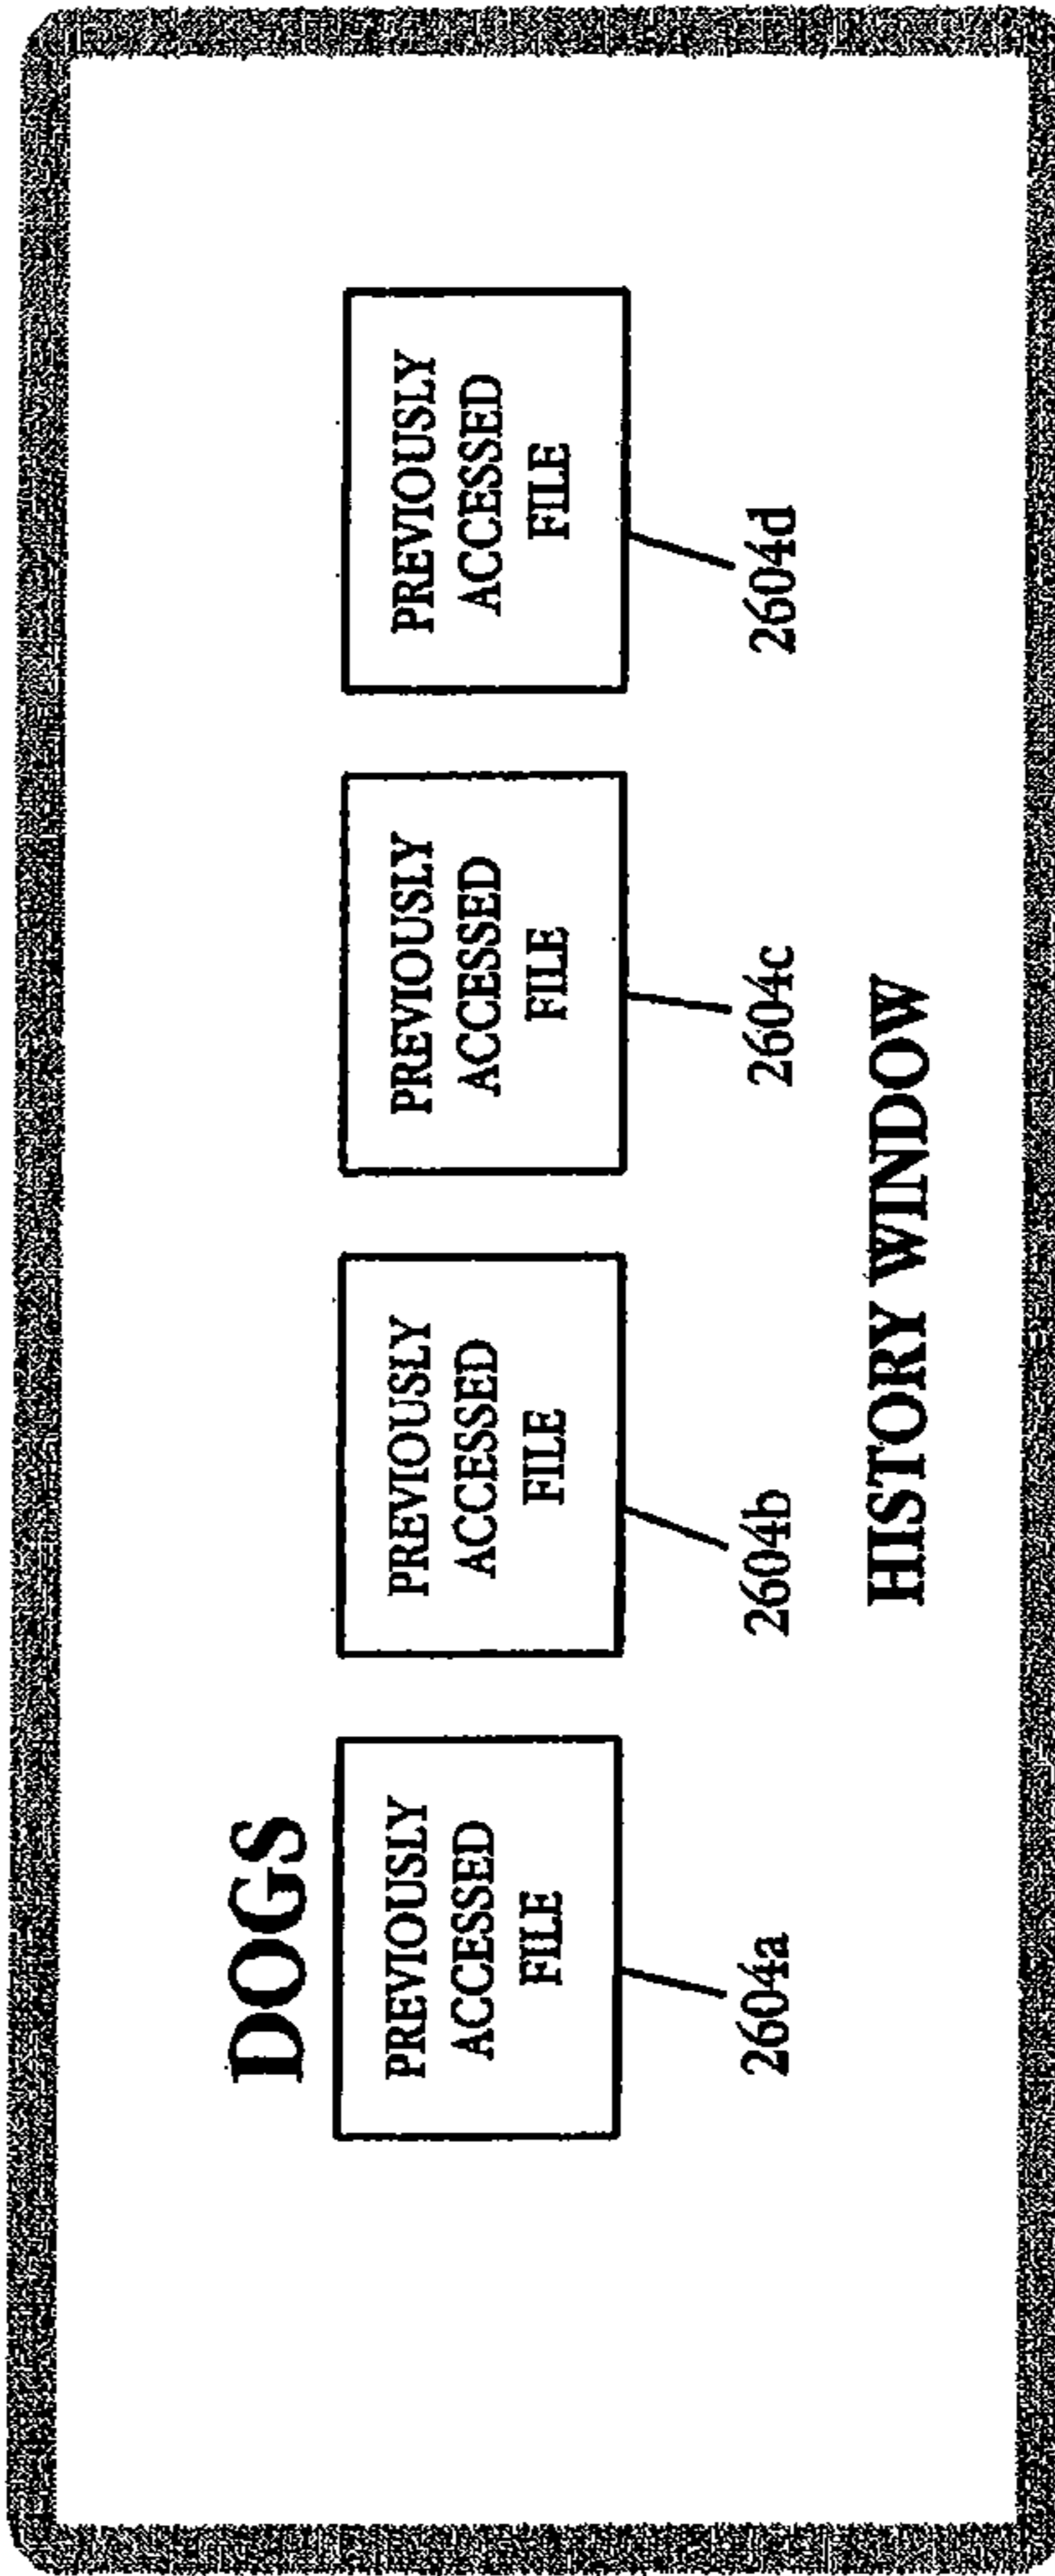 DOGS
PREVIOUSLY
ACCESSED
FILE
PREVIOUSLY
ACCESSED
FILE
PREVIOUSLY
ACCESSED
FILE
PREVIOUSLY
ACCESSED
FILE
2604a
2604b
2604c
2604d
HISTORY WINDOW